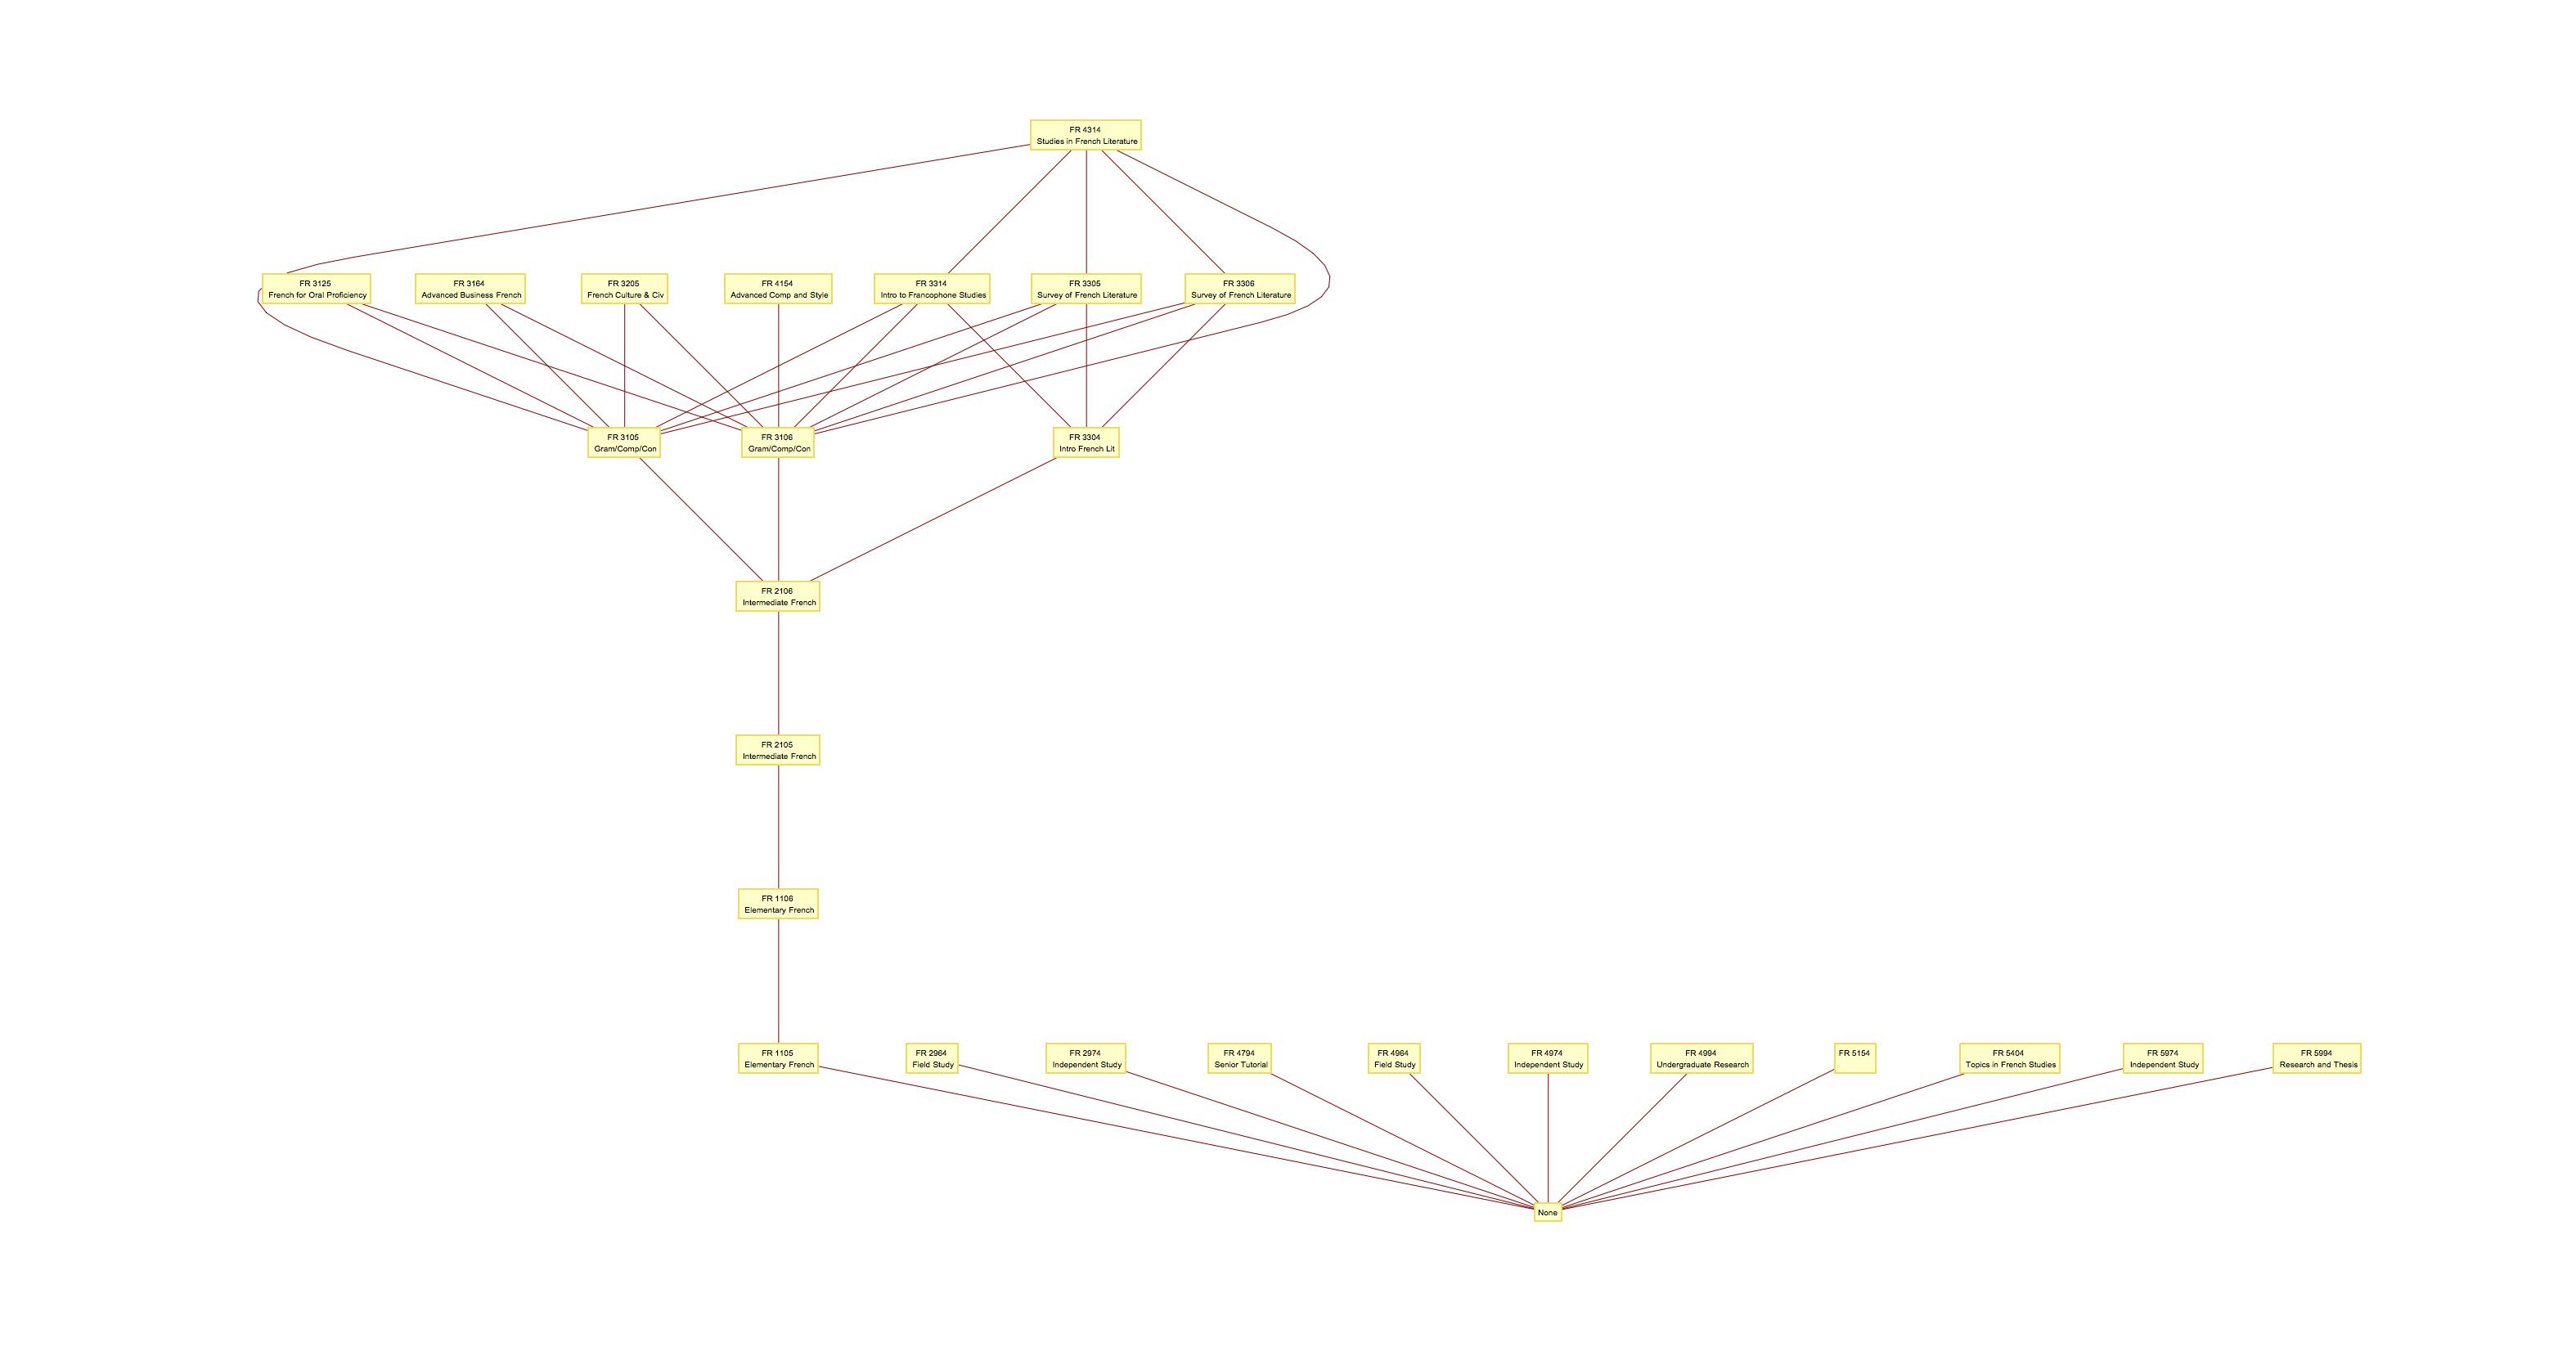 FR 4314
Studies in French Literature
FR 3125
French for Oral Proficiency
FR 3164
Advanced Business French
FR 3205
French Culture & Civ
FR 4154
Advanced Comp and Style
FR 3314
Intro to Francophone Studies
FR 3305
Survey of French Literature
FR 3306
Survey of French Literature
FR 3105
Gram/Comp/Con
FR 3106
Gram/Comp/Con
FR 3304
Intro French Lit
FR 2106
Intermediate French
FR 2105
Intermediate French
FR 1106
Elementary French
FR 1105
Elementary French
FR 2964
Field Study
FR 2974
Independent Study
FR 4794
Senior Tutorial
FR 4964
Field Study
FR 4974
Independent Study
FR 4994
Undergraduate Research
FR 5154
FR 5404
Topics in French Studies
FR 5974
Independent Study
FR 5994
Research and Thesis
None